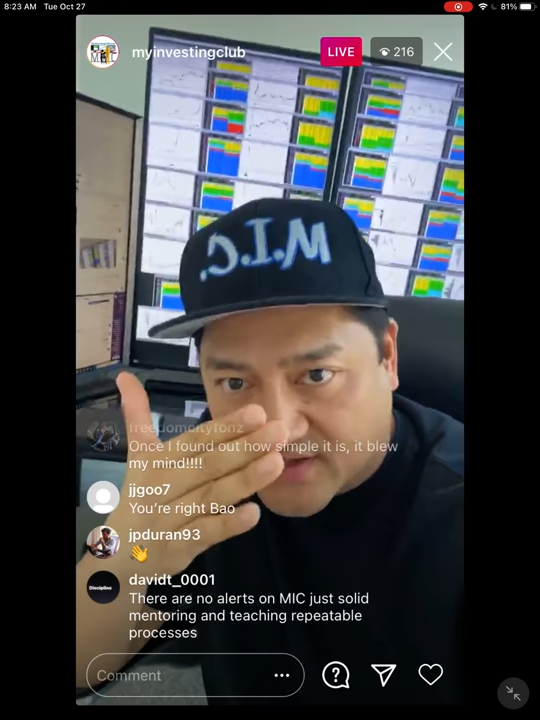 8:23 AM Tue Oct 27
81%
myinvestingclub
LIVE
216
M.I.C.
freedomcityfonz
Once I found out how simple it is, it blew
my mind!!!!
jjgoo7
You're right Bao
jpduran93
👋
Discipline
davidt_0001
There are no alerts on MIC just solid
mentoring and teaching repeatable
processes
Comment